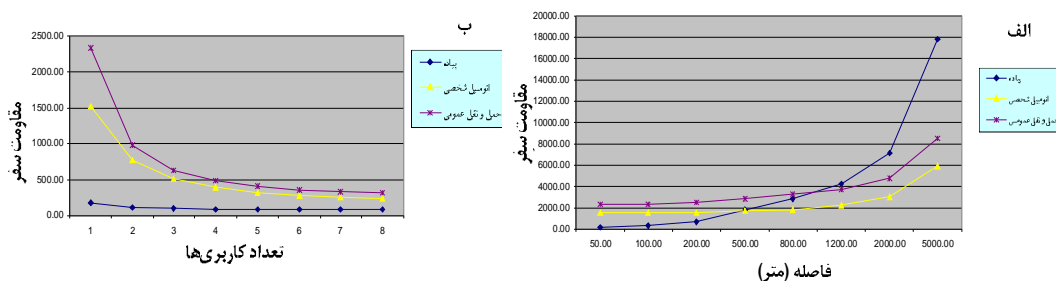 الف
20000.00
18000.00
16000.00
14000.00
12000.00
10000.00
8000.00
6000.00
4000.00
2000.00
0.00
مقاومت سفر
50.00 100.00 200.00 500.00 800.00 1200.00 2000.00 5000.00
فاصله (متر)
پیاده
اتومبیل شخصی
حمل و نقل عمومی
ب
2500.00
2000.00
1500.00
1000.00
500.00
0.00
مقاومت سفر
1 2 3 4 5 6 7 8
تعداد کاربری‌ها
پیاده
اتومبیل شخصی
حمل و نقل عمومی